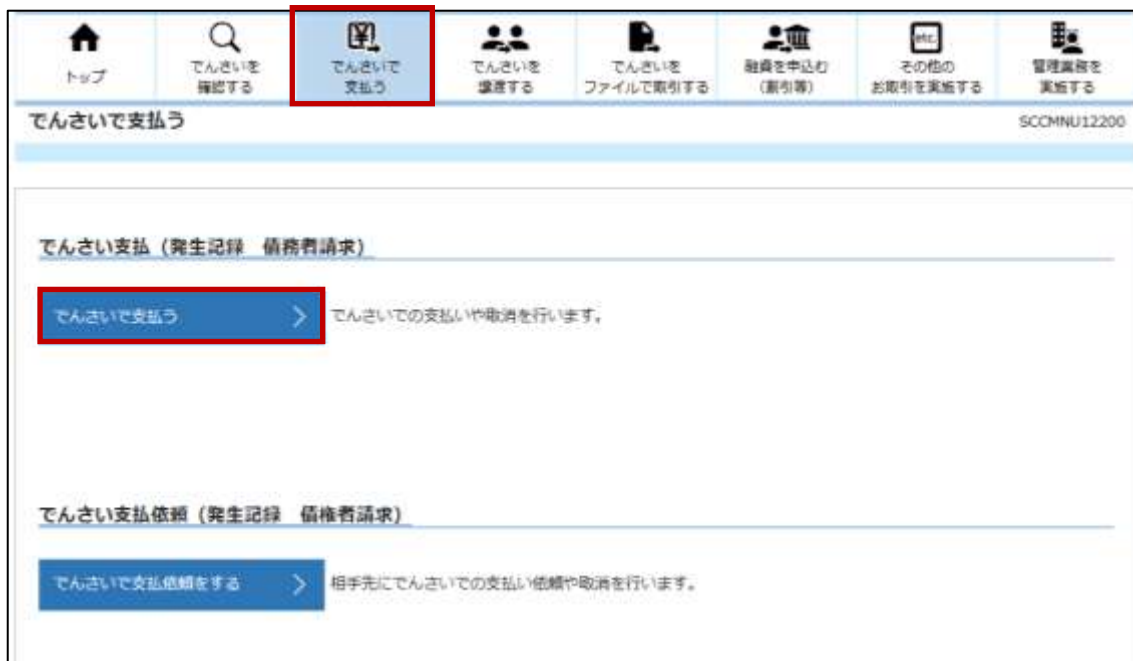 トップ
でんさいを
確認する
でんさいで
支払う
でんさいを
譲渡する
でんさいを
ファイルで取引する
融資を申込む
（割引等）
etc.
その他の
お取引を実施する
管理業務を
実施する
でんさいで支払う
SCCMNU12200
でんさい支払（発生記録　債務者請求）
でんさいで支払う
でんさいでの支払いや取消を行います。
でんさい支払依頼（発生記録　債権者請求）
でんさいで支払依頼をする
相手先にでんさいでの支払い依頼や取消を行います。